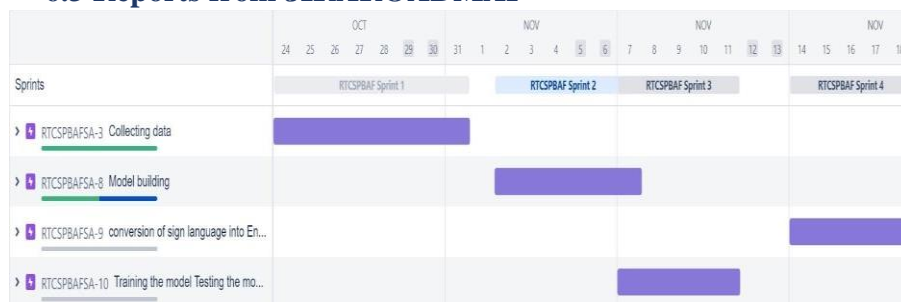 OCT NOV NOV NOV
24 25 26 27 28 29 30 31 1 2 3 4 5 6 7 8 9 10 11 12 13 14 15 16 17
Sprints RTCSPBAF Sprint 1 RTCSPBAF Sprint 2 RTCSPBAF Sprint 3 RTCSPBAF Sprint 4
RTCSPBAFSA-3 Collecting data
RTCSPBAFSA-8 Model building
RTCSPBAFSA-9 conversion of sign language into En...
RTCSPBAFSA-10 Training the model Testing the mo...